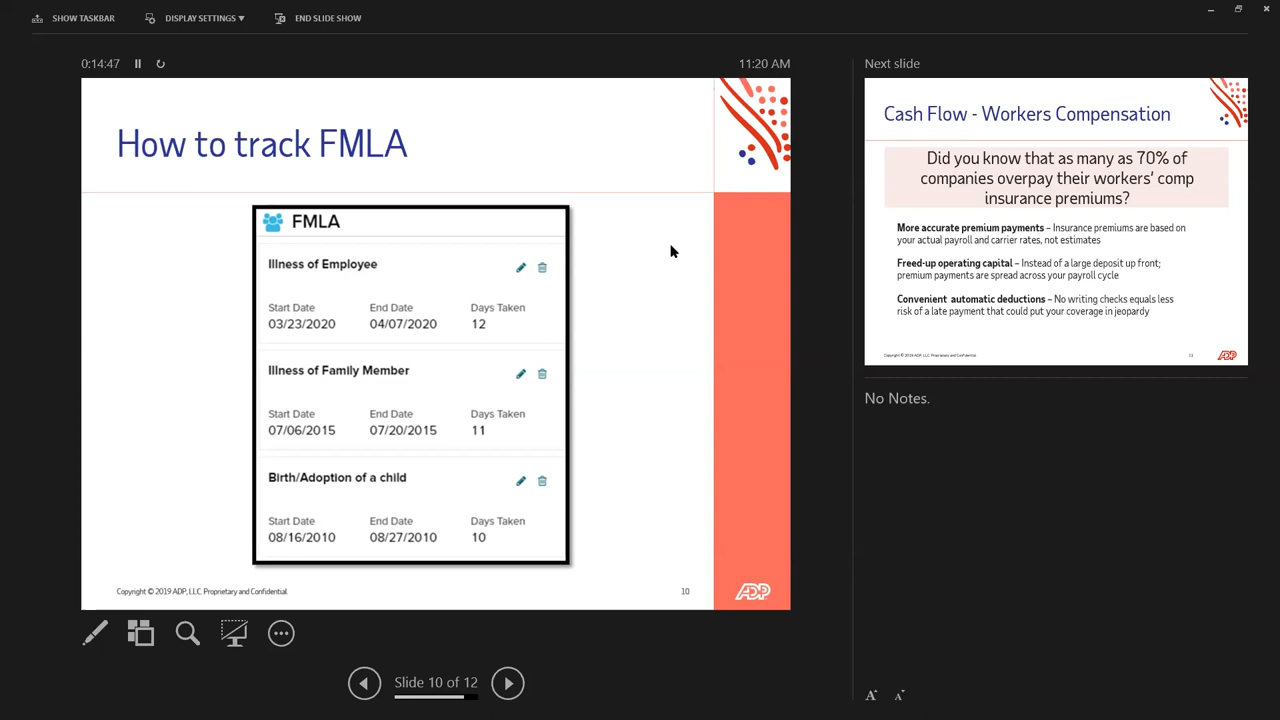 SHOW TASKBAR
DISPLAY SETTINGS ▼
END SLIDE SHOW
0:14:47
11:20 AM
How to track FMLA
FMLA
Illness of Employee
Start Date End Date Days Taken
03/23/2020 04/07/2020 12
Illness of Family Member
Start Date End Date Days Taken
07/06/2015 07/20/2015 11
Birth/Adoption of a child
Start Date End Date Days Taken
08/16/2010 08/27/2010 10
Copyright © 2019 ADP, LLC. Proprietary and Confidential.
10
ADP
Slide 10 of 12
Next slide
Cash Flow - Workers Compensation
Did you know that as many as 70% of
companies overpay their workers' comp
insurance premiums?
More accurate premium payments – Insurance premiums are based on
your actual payroll and carrier rates, not estimates
Freed-up operating capital – Instead of a large deposit up front;
premium payments are spread across your payroll cycle
Convenient automatic deductions – No writing checks equals less
risk of a late payment that could put your coverage in jeopardy
Copyright © 2019 ADP, LLC. Proprietary and Confidential.
ADP
No Notes.
A A